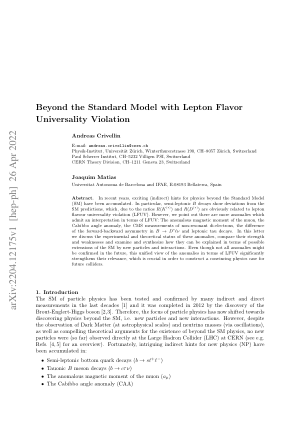 Beyond the Standard Model with Lepton Flavor
Universality Violation
Andreas Crivellin
E-mail: andreas.crivellin@cern.ch
Physik-Institut, Universität Zürich, Winterthurerstrasse 190, CH-8057 Zürich, Switzerland
Paul Scherrer Institut, CH-5232 Villigen PSI, Switzerland
CERN Theory Division, CH-1211 Geneva 23, Switzerland
Joaquim Matias
Universitat Autònoma de Barcelona and IFAE, E-08193 Bellaterra, Spain
Abstract. In recent years, exciting (indirect) hints for physics beyond the Standard Model
(SM) have been accumulated. In particular, semi-leptonic B decays show deviations from the
SM predictions, which, due to the ratios R(K(*)) and R(D(*)) are obviously related to lepton
flavour universality violation (LFUV). However, we point out there are more anomalies which
admit an interpretation in terms of LFUV: The anomalous magnetic moment of the muon, the
Cabibbo angle anomaly, the CMS measurements of non-resonant di-electrons, the difference
of the forward-backward asymmetry in B → D*ℓν and leptonic tau decays. In this letter
we discuss the experimental and theoretical status of these anomalies, compare their strength
and weaknesses and examine and synthesize how they can be explained in terms of possible
extensions of the SM by new particles and interactions. Even though not all anomalies might
be confirmed in the future, this unified view of the anomalies in terms of LFUV significantly
strengthens their relevance, which is crucial in order to construct a convincing physics case for
future colliders.
arXiv:2204.12175v1 [hep-ph] 26 Apr 2022
1. Introduction
The SM of particle physics has been tested and confirmed by many indirect and direct
measurements in the last decades [1] and it was completed in 2012 by the discovery of the
Brout-Englert-Higgs boson [2,3]. Therefore, the focus of particle physics has now shifted towards
discovering physics beyond the SM, i.e. new particles and new interactions. However, despite
the observation of Dark Matter (at astrophysical scales) and neutrino masses (via oscillations),
as well as compelling theoretical arguments for the existence of beyond the SM physics, no new
particles were (so far) observed directly at the Large Hadron Collider (LHC) at CERN (see e.g.
Refs. [4,5] for an overview). Fortunately, intriguing indirect hints for new physics (NP) have
been accumulated in:
• Semi-leptonic bottom quark decays (b → sℓ+ℓ−)
• Tauonic B meson decays (b → cτν)
• The anomalous magnetic moment of the muon (aμ)
• The Cabibbo angle anomaly (CAA)